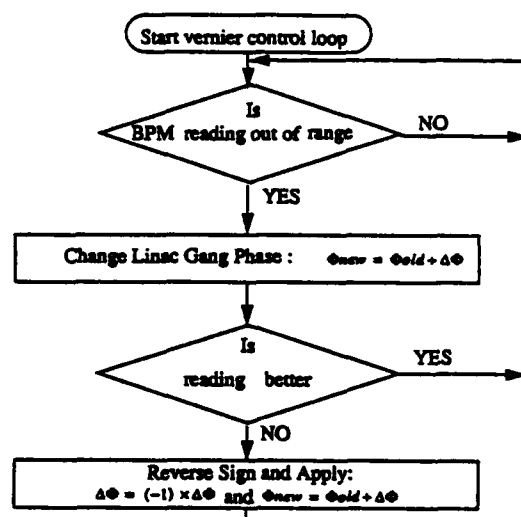 Start vernier control loop
Is
BPM reading out of range
NO
YES
Change Linac Gang Phase : Φnew = Φold + ΔΦ
Is
reading better
YES
NO
Reverse Sign and Apply:
ΔΦ = (-1) × ΔΦ and Φnew = Φold + ΔΦ